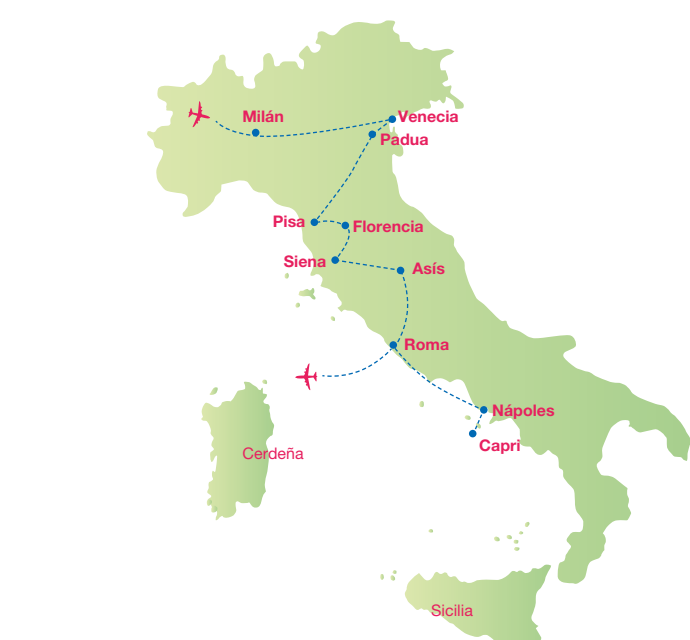 Milán
Venecia
Padua
Pisa
Florencia
Siena
Asís
Roma
Nápoles
Capri
Cerdeña
Sicilia